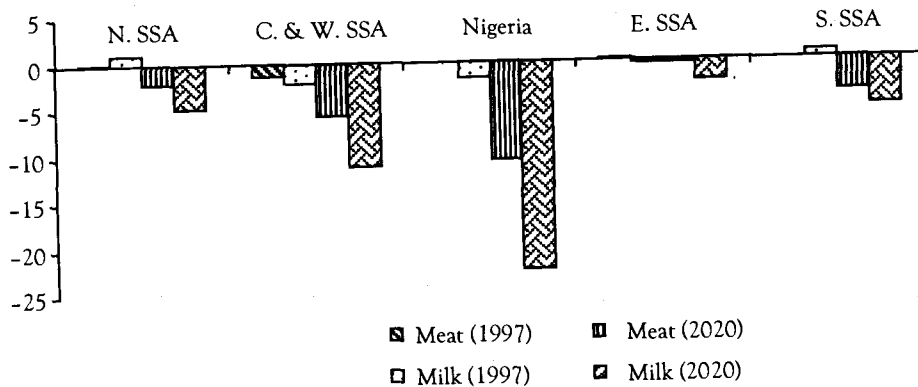 5
N. SSA C. & W. SSA Nigeria E. SSA S. SSA
0
-5
-10
-15
-20
-25
Meat (1997) Meat (2020)
Milk (1997) Milk (2020)